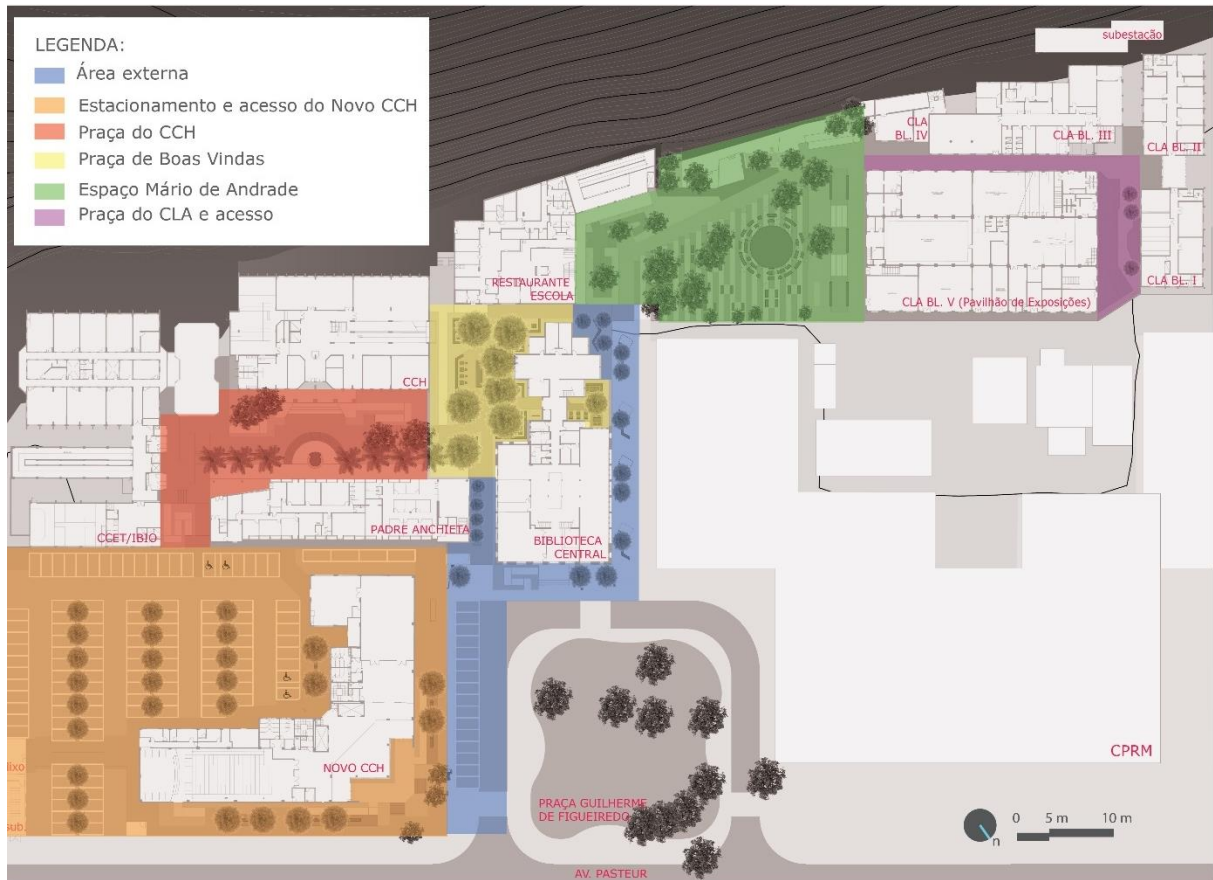 LEGENDA:
Área externa
Estacionamento e acesso do Novo CCH
Praça do CCH
Praça de Boas Vindas
Espaço Mário de Andrade
Praça do CLA e acesso
subestação
CLA
BL. IV
CLA BL. III
CLA BL. II
CLA BL. I
CLA BL. V (Pavilhão de Exposições)
RESTAURANTE
ESCOLA
CCH
PADRE ANCHIETA
CCET/IBIO
BIBLIOTECA
CENTRAL
NOVO CCH
lixo
sub.
PRAÇA GUILHERME
DE FIGUEIREDO
CPRM
n
0 5 m 10 m
AV. PASTEUR